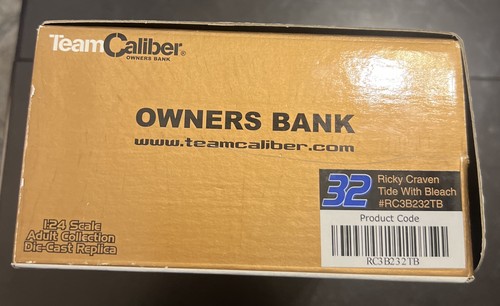 TeamCaliber®
OWNERS BANK
OWNERS BANK
www.teamcaliber.com
32
Ricky Craven
Tide With Bleach
#RC3B232TB
Product Code
RC3B232TB
1:24 Scale
Adult Collection
Die-Cast Replica